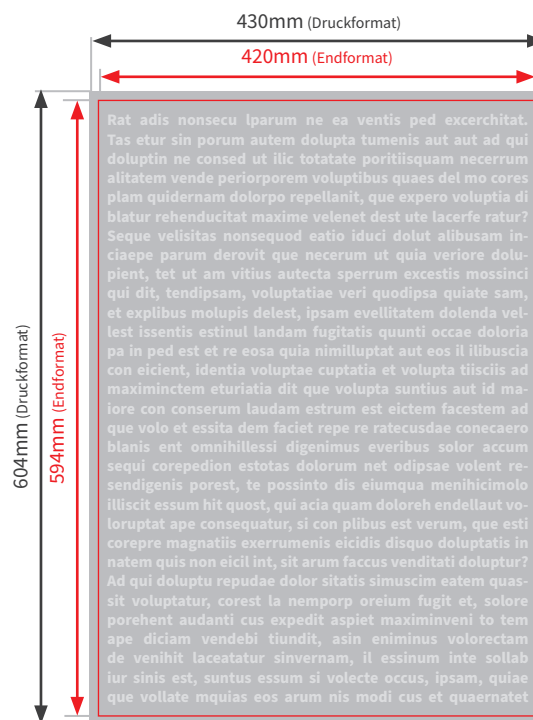 430mm (Druckformat)
420mm (Endformat)
604mm (Druckformat)
594mm (Endformat)
Rat adis nonsecu lparum ne ea ventis ped excerchitat.
Tas etur sin porum autem dolupta tumenis aut aut ad qui
doluptin ne consed ut ilic totatate poritiisquam necerrum
alitatem vende periorporem voluptibus quaes del mo cores
plam quidernam dolorpo repellanit, que expero voluptia di
blatur rehenducitat maxime velenet dest ute lacerfe ratur?
Seque velisitas nonsequod eatio iduci dolut alibusam in-
ciaepe parum derovit que necerum ut quia veriore dolu-
pient, tet ut am vitius autecta sperrum excestis mossinci
qui dit, tendipsam, voluptatiae veri quodipsa quiate sam,
et explibus molupis delest, ipsam evellitatem dolenda vel-
lest issentis estinul landam fugitatis quunti occae doloria
pa in ped est et re eosa quia nimilluptat aut eos il ilibuscia
con eicient, identia voluptae cuptatia et volupta tiisciis ad
maximinctem eturiatia dit que volupta suntius aut id ma-
iore con conserum laudam estrum est eictem facestem ad
que volo et essita dem faciet repe re ratecusdae conecaero
blanis ent omnihillessi digenimus everibus solor accum
sequi corepedion estotas dolorum net odipsae volent re-
sendigenis porest, te possinto dis eiumqua menihicimolo
illiscit essum hit quost, qui acia quam doloreh endellaut vo-
loruptat ape consequatur, si con plibus est verum, que esti
corepre magnatiis exerrumenis eicidis disquo doluptatis in
natem quis non eicil int, sit arum faccus venditati doluptur?
Ad qui doluptu repudae dolor sitatis simuscim eatem quas-
sit voluptatur, corest la nemporp oreium fugit et, solore
porehent audanti cus expedit aspiet maximinveni to tem
ape diciam vendebi tiundit, asin eniminus volorectam
de venihit laceatatur sinvernam, il essinum inte sollab
iur sinis est, suntus essum si volecte occus, ipsam, quiae
que vollate mquias eos arum nis modi cus et quaernatet